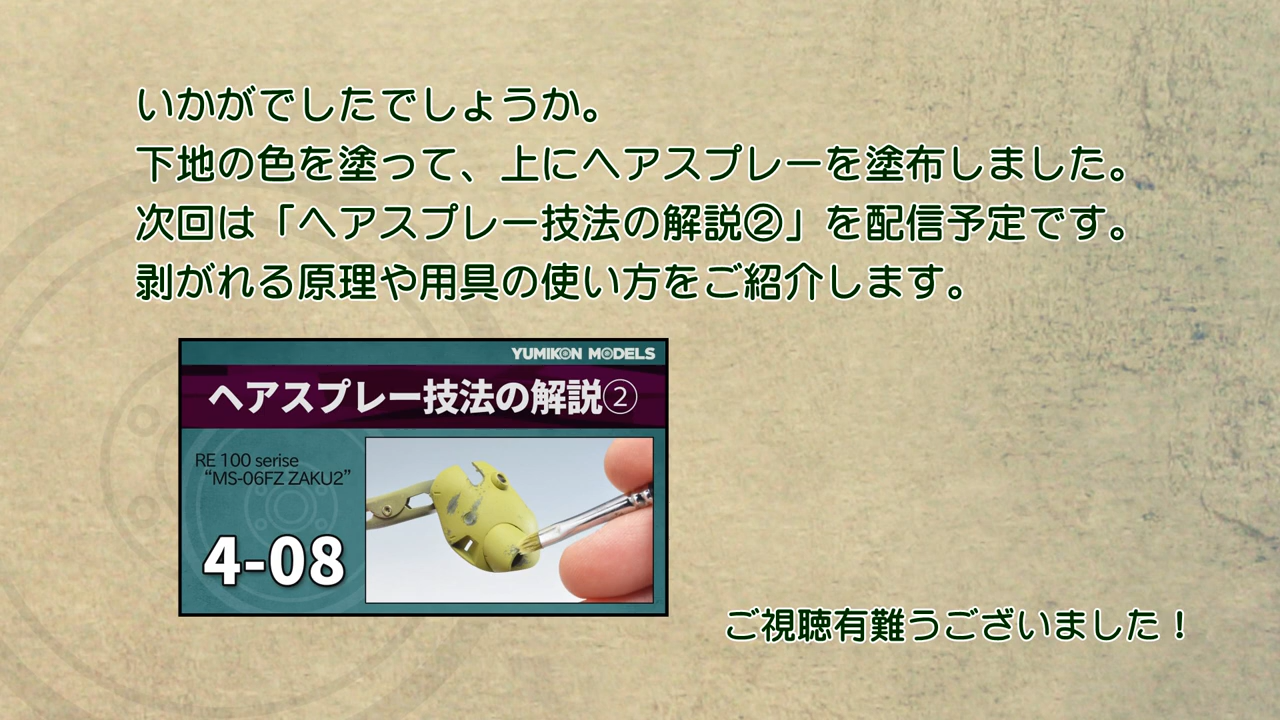 いかがでしたでしょうか。
下地の色を塗って、上にヘアスプレーを塗布しました。
次回は「ヘアスプレー技法の解説②」を配信予定です。
剥がれる原理や用具の使い方をご紹介します。
YUMIKON MODELS
ヘアスプレー技法の解説②
RE 100 serise
“MS-06FZ ZAKU2”
4-08
ご視聴有難うございました！